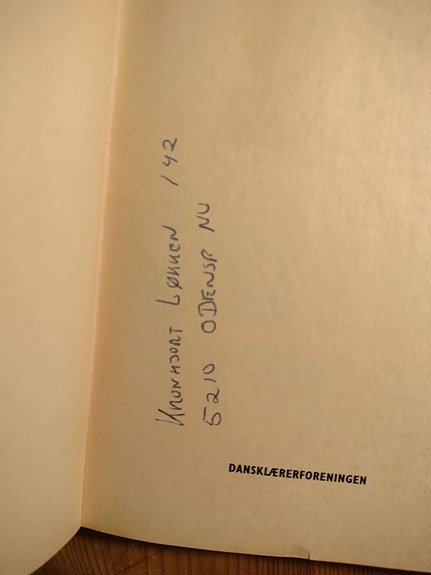 KRONHJORT LØKKEN 142
5210 ODENSE NV
DANSKLÆRERFORENINGEN